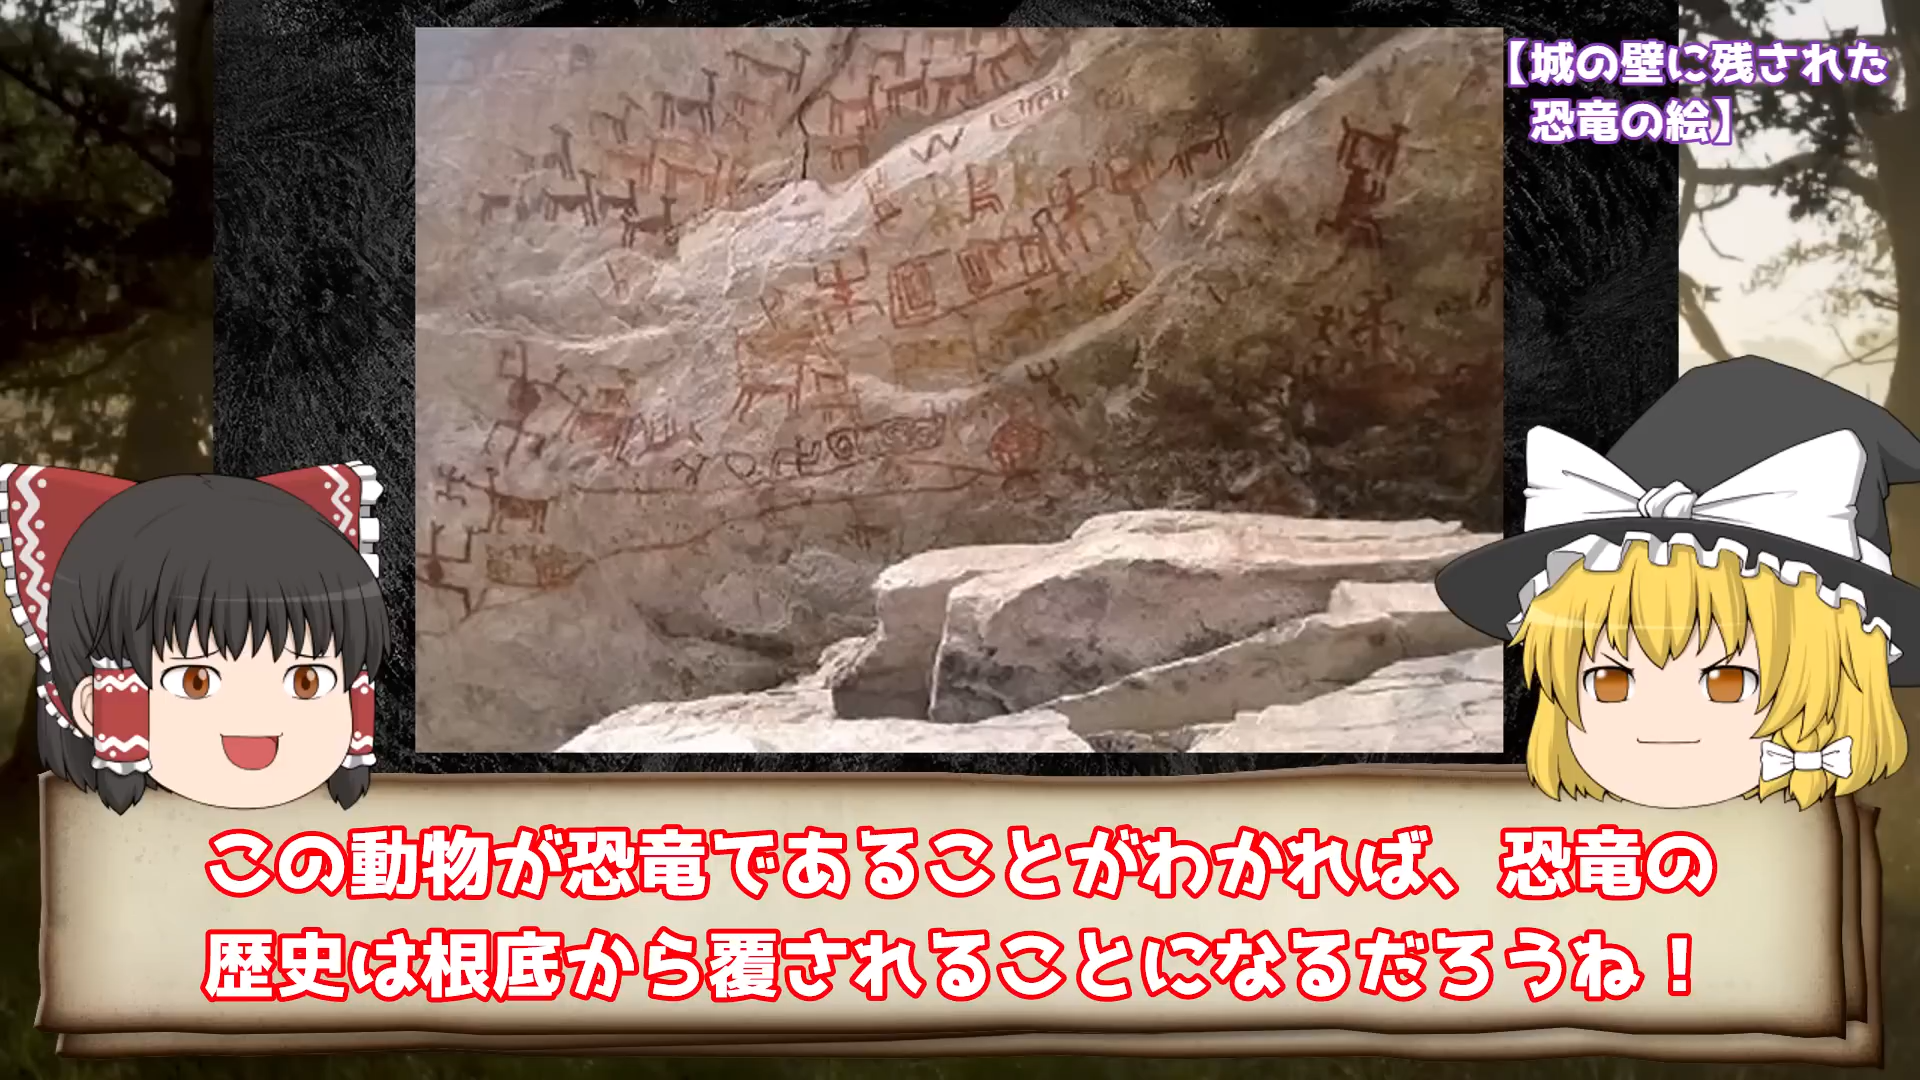 【城の壁に残された
恐竜の絵】
この動物が恐竜であることがわかれば、恐竜の
歴史は根底から覆されることになるだろうね！